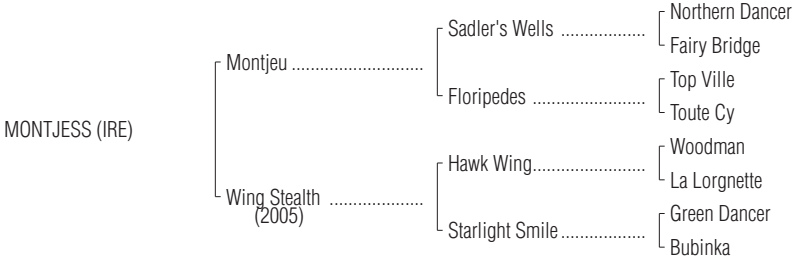 Northern Dancer
Sadler's Wells ..................
Fairy Bridge
Montjeu ............................
Top Ville
Floripedes ........................
Toute Cy
MONTJESS (IRE)
Woodman
Hawk Wing........................
La Lorgnette
Wing Stealth ....................
(2005)
Green Dancer
Starlight Smile ..................
Bubinka